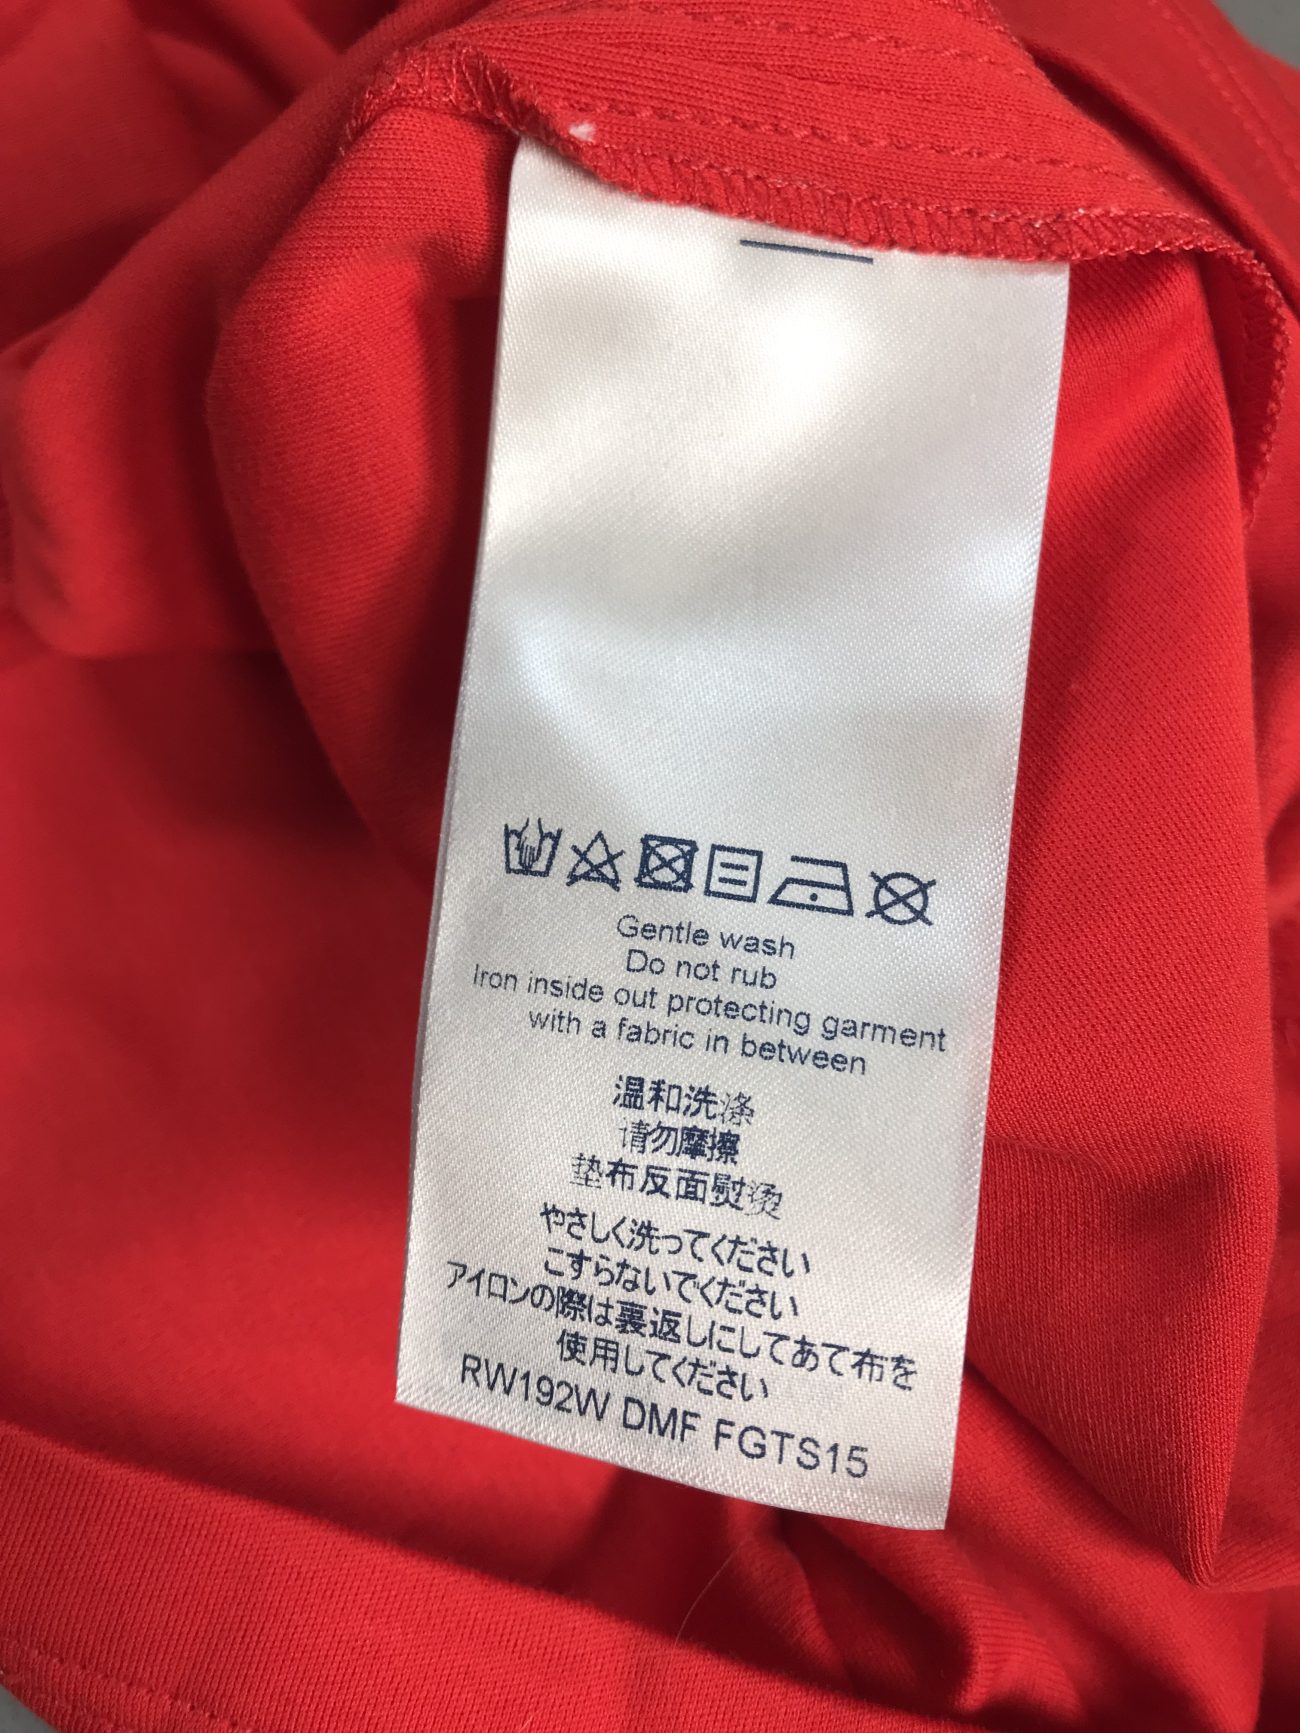 Gentle wash
Do not rub
Iron inside out protecting garment
with a fabric in between
温和洗涤
请勿摩擦
垫布反面熨烫
やさしく洗ってください
こすらないでください
アイロンの際は裏返しにしてあて布を
使用してください
RW192W DMF FGTS15